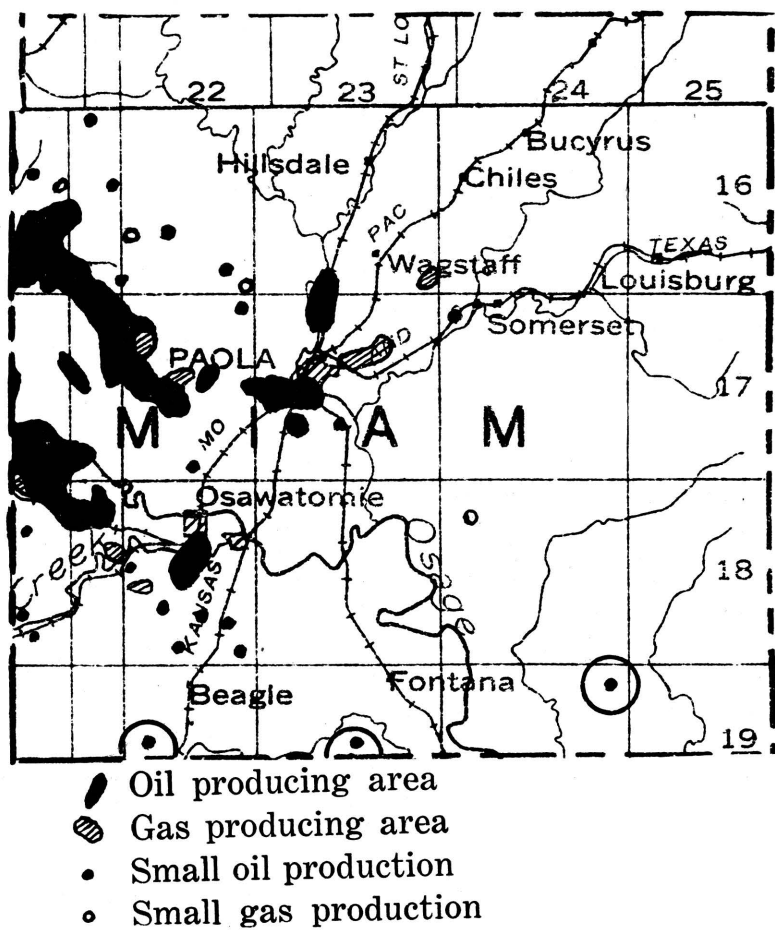 ST LO
22 23 24 25
Bucyrus
Hillsdale
Chiles
16
PAC
TEXAS
Wagstaff
Louisburg
Somerset
D
PAOLA
17
M I A M
MO
Osawatomie
Osage
Creek
18
KANSAS
Fontana
Beagle
19
Oil producing area
Gas producing area
Small oil production
Small gas production